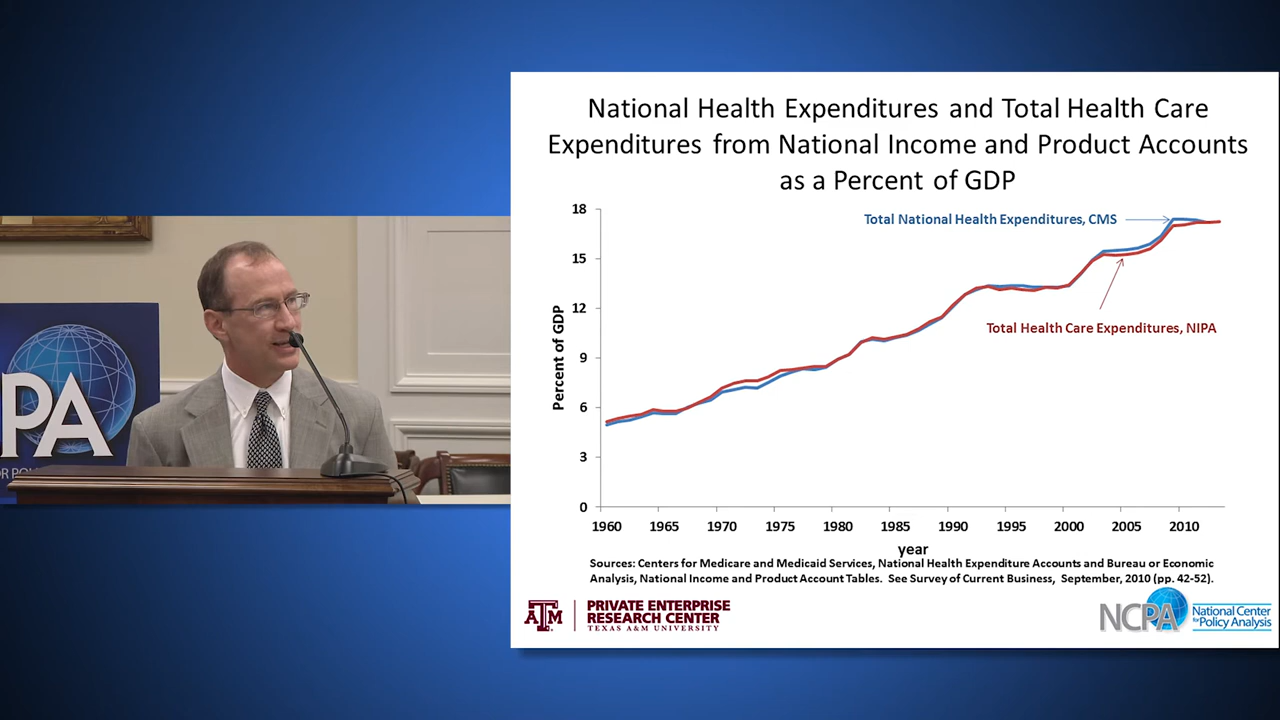 National Health Expenditures and Total Health Care
Expenditures from National Income and Product Accounts
as a Percent of GDP
18
15
12
9
6
3
0
Percent of GDP
Total National Health Expenditures, CMS
Total Health Care Expenditures, NIPA
1960 1965 1970 1975 1980 1985 1990 1995 2000 2005 2010
year
Sources: Centers for Medicare and Medicaid Services, National Health Expenditure Accounts and Bureau or Economic
Analysis, National Income and Product Account Tables. See Survey of Current Business, September, 2010 (pp. 42-52).
ATM
PRIVATE ENTERPRISE
RESEARCH CENTER
TEXAS A&M UNIVERSITY
NCPA
National Center
for Policy Analysis
PA